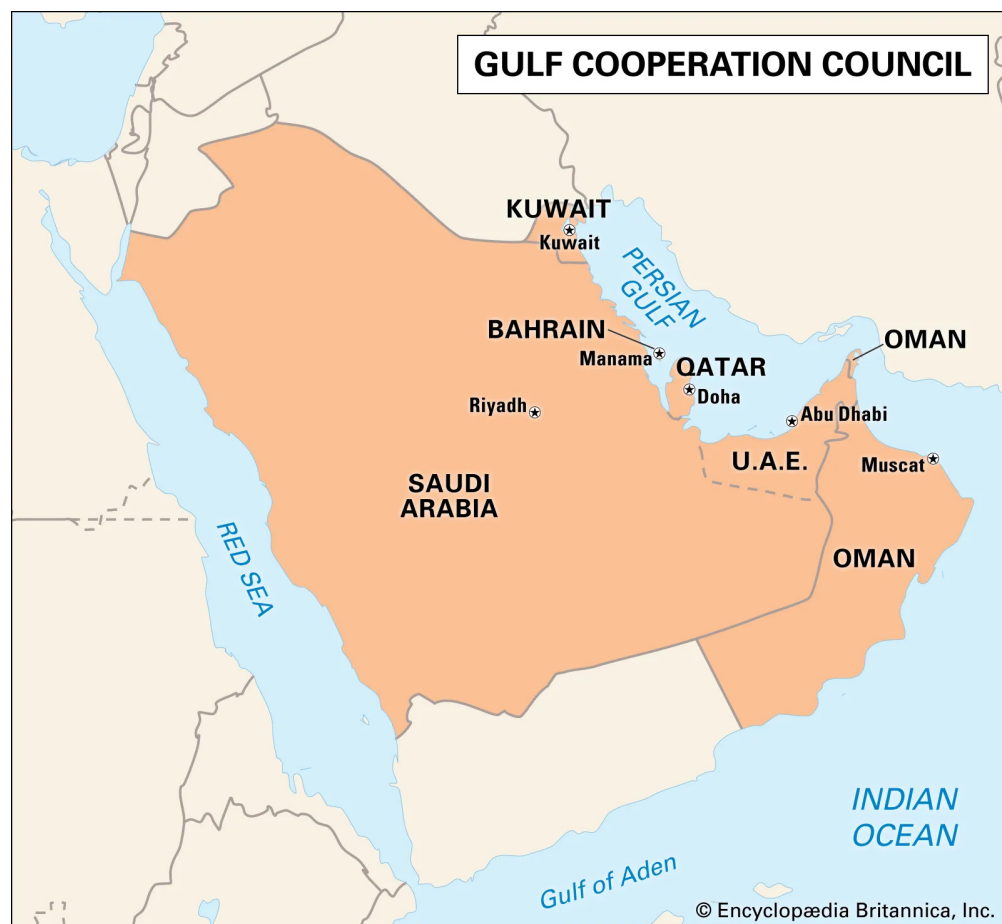 GULF COOPERATION COUNCIL
KUWAIT
Kuwait
PERSIAN
GULF
BAHRAIN
Manama
QATAR
Doha
OMAN
Riyadh
Abu Dhabi
U.A.E.
Muscat
SAUDI
ARABIA
RED SEA
OMAN
INDIAN
OCEAN
Gulf of Aden
© Encyclopædia Britannica, Inc.